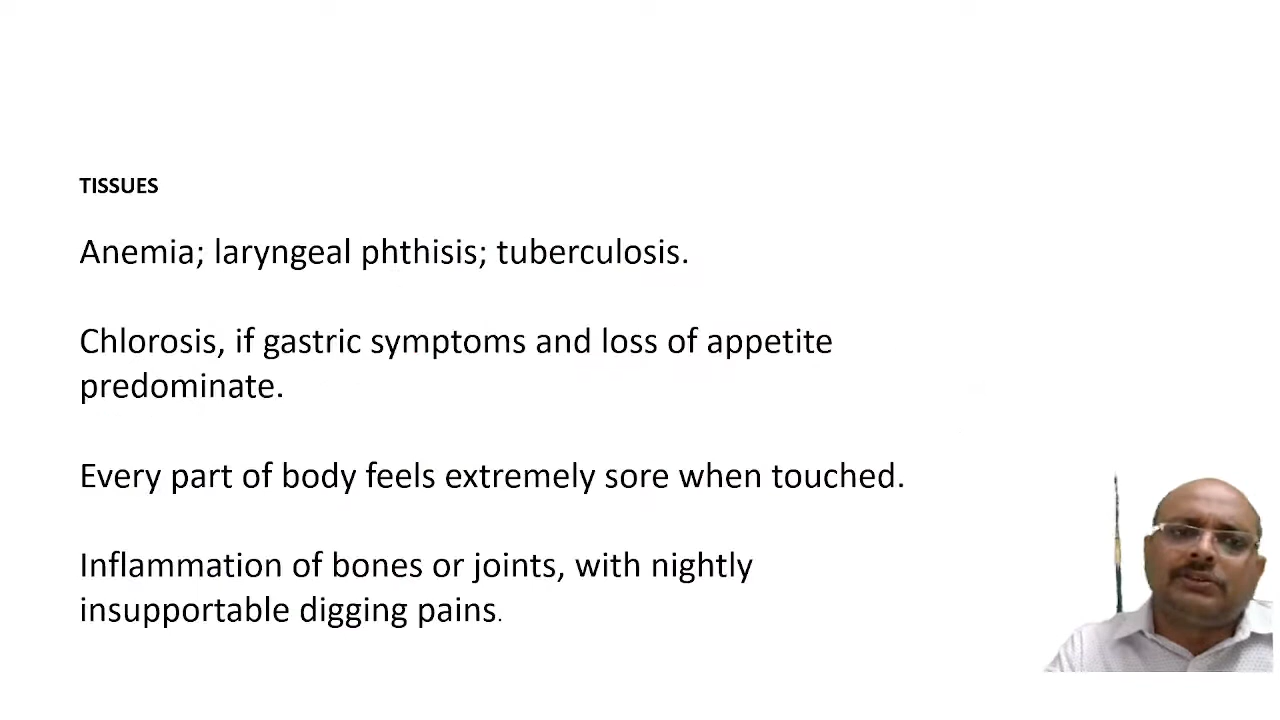 TISSUES
Anemia; laryngeal phthisis; tuberculosis.
Chlorosis, if gastric symptoms and loss of appetite
predominate.
Every part of body feels extremely sore when touched.
Inflammation of bones or joints, with nightly
insupportable digging pains.